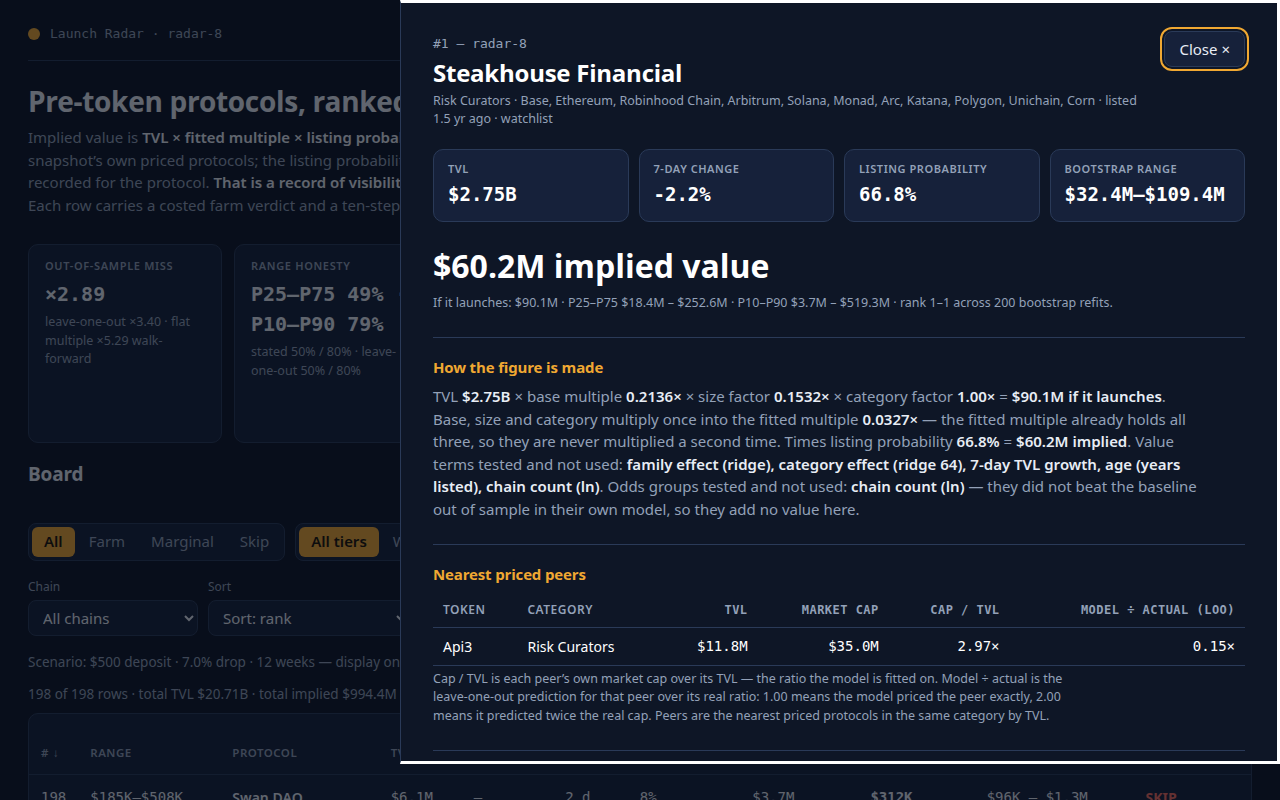 Launch Radar · radar-8
Pre-token protocols, ranked
Implied value is TVL × fitted multiple × listing proba
snapshot's own priced protocols; the listing probabilit
recorded for the protocol. That is a record of visibilit
Each row carries a costed farm verdict and a ten-step
OUT-OF-SAMPLE MISS
×2.89
leave-one-out ×3.40 · flat
multiple ×5.29 walk-
forward
RANGE HONESTY
P25–P75 49%
P10–P90 79%
stated 50% / 80% · leave-
one-out 50% / 80%
Board
All Farm Marginal Skip All tiers
Chain Sort
All chains Sort: rank
Scenario: $500 deposit · 7.0% drop · 12 weeks — display on
198 of 198 rows · total TVL $20.71B · total implied $994.4M
# ↓ RANGE PROTOCOL
198 $185K–$508K Swan DAO $6.1M — 2 d 8% $3.7M $312K $96K – $1.3M SKIP
#1 — radar-8
Close ×
Steakhouse Financial
Risk Curators · Base, Ethereum, Robinhood Chain, Arbitrum, Solana, Monad, Arc, Katana, Polygon, Unichain, Corn · listed
1.5 yr ago · watchlist
TVL
$2.75B
7-DAY CHANGE
-2.2%
LISTING PROBABILITY
66.8%
BOOTSTRAP RANGE
$32.4M–$109.4M
$60.2M implied value
If it launches: $90.1M · P25–P75 $18.4M – $252.6M · P10–P90 $3.7M – $519.3M · rank 1–1 across 200 bootstrap refits.
How the figure is made
TVL $2.75B × base multiple 0.2136× × size factor 0.1532× × category factor 1.00× = $90.1M if it launches.
Base, size and category multiply once into the fitted multiple 0.0327× — the fitted multiple already holds all
three, so they are never multiplied a second time. Times listing probability 66.8% = $60.2M implied. Value
terms tested and not used: family effect (ridge), category effect (ridge 64), 7-day TVL growth, age (years
listed), chain count (ln). Odds groups tested and not used: chain count (ln) — they did not beat the baseline
out of sample in their own model, so they add no value here.
Nearest priced peers
TOKEN CATEGORY TVL MARKET CAP CAP / TVL MODEL ÷ ACTUAL (LOO)
Api3 Risk Curators $11.8M $35.0M 2.97× 0.15×
Cap / TVL is each peer's own market cap over its TVL — the ratio the model is fitted on. Model ÷ actual is the
leave-one-out prediction for that peer over its real ratio: 1.00 means the model priced the peer exactly, 2.00
means it predicted twice the real cap. Peers are the nearest priced protocols in the same category by TVL.